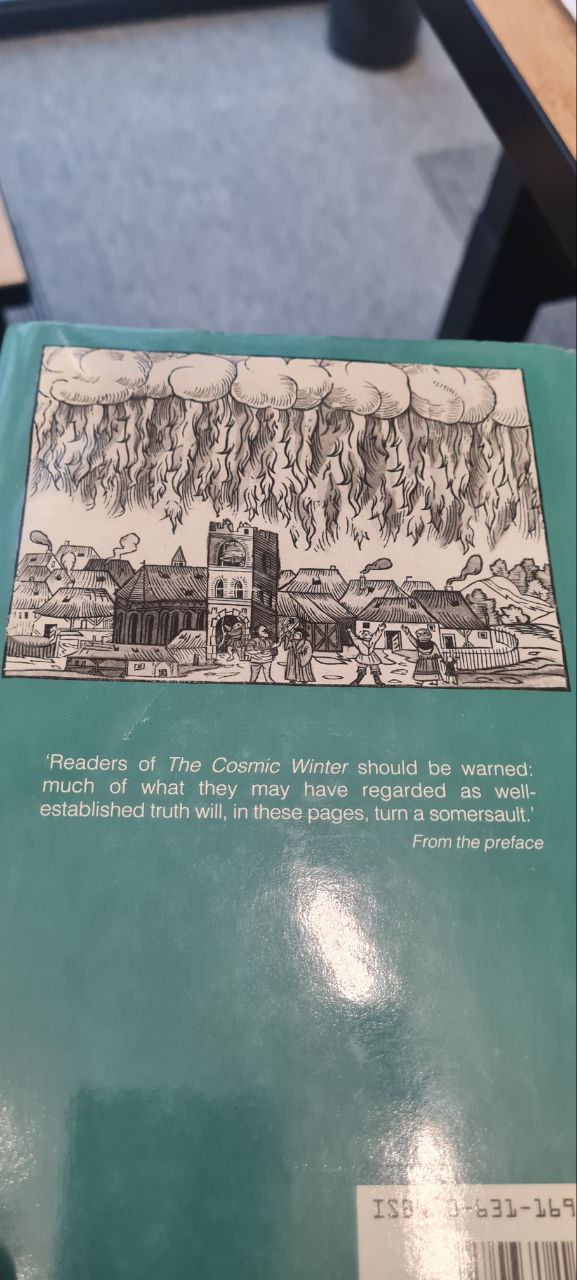 ‘Readers of The Cosmic Winter should be warned:
much of what they may have regarded as well-
established truth will, in these pages, turn a somersault.’
From the preface
ISB -631-169